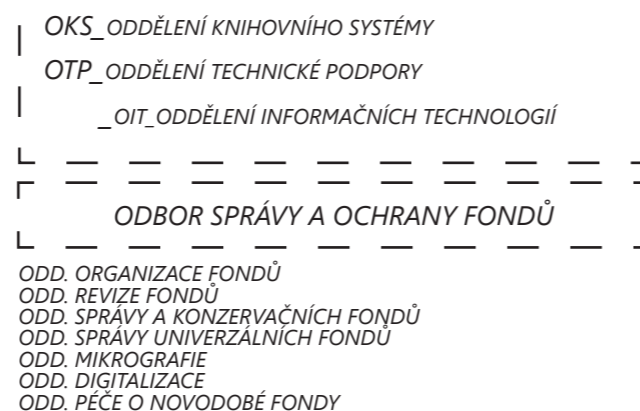 OKS_ODDĚLENÍ KNIHOVNÍHO SYSTÉMY
OTP_ODDĚLENÍ TECHNICKÉ PODPORY
_OIT_ODDĚLENÍ INFORMAČNÍCH TECHNOLOGIÍ
ODBOR SPRÁVY A OCHRANY FONDŮ
ODD. ORGANIZACE FONDŮ
ODD. REVIZE FONDŮ
ODD. SPRÁVY A KONZERVAČNÍCH FONDŮ
ODD. SPRÁVY UNIVERZÁLNÍCH FONDŮ
ODD. MIKROGRAFIE
ODD. DIGITALIZACE
ODD. PÉČE O NOVODOBÉ FONDY